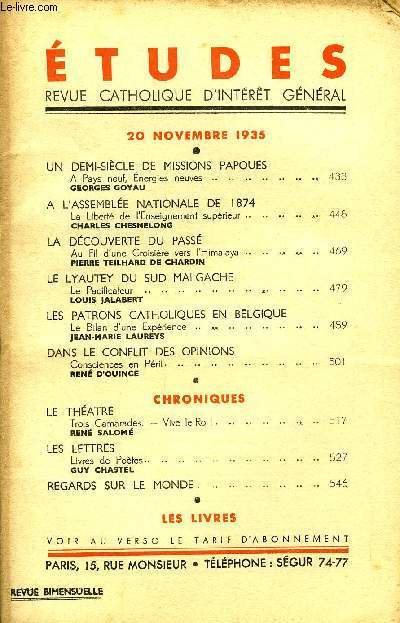 Le-livre.com
ÉTUDES
REVUE CATHOLIQUE D'INTÉRÊT GÉNÉRAL
20 NOVEMBRE 1935
UN DEMI-SIÈCLE DE MISSIONS PAPOUES
A Pays neuf, Énergies neuves .. .. .. .. .. .. .. 433
GEORGES GOYAU
A L'ASSEMBLÉE NATIONALE DE 1874
La Liberté de l'Enseignement supérieur .. .. .. .. .. 448
CHARLES CHESNELONG
LA DÉCOUVERTE DU PASSÉ
Au Fil d'une Croisière vers l'Himalaya .. .. .. .. .. 469
PIERRE TEILHARD DE CHARDIN
LE LYAUTEY DU SUD MALGACHE
Le Pacificateur .. .. .. .. .. .. .. .. .. 479
LOUIS JALABERT
LES PATRONS CATHOLIQUES EN BELGIQUE
Le Bilan d'une Expérience .. .. .. .. .. .. .. 489
JEAN-MARIE LAUREYS
DANS LE CONFLIT DES OPINIONS
Consciences en Péril .. .. .. .. .. .. .. .. 501
RENÉ D'OUINCE
CHRONIQUES
LE THÉATRE
Trois Camarades. — Vive le Roi ! .. .. .. .. .. 517
RENÉ SALOMÉ
LES LETTRES
Livres de Poètes .. .. .. .. .. .. .. .. .. 527
GUY CHASTEL
REGARDS SUR LE MONDE .. .. .. .. .. .. 546
LES LIVRES
VOIR AU VERSO LE TARIF D'ABONNEMENT
PARIS, 15, RUE MONSIEUR • TÉLÉPHONE : SÉGUR 74-77
REVUE BIMENSUELLE